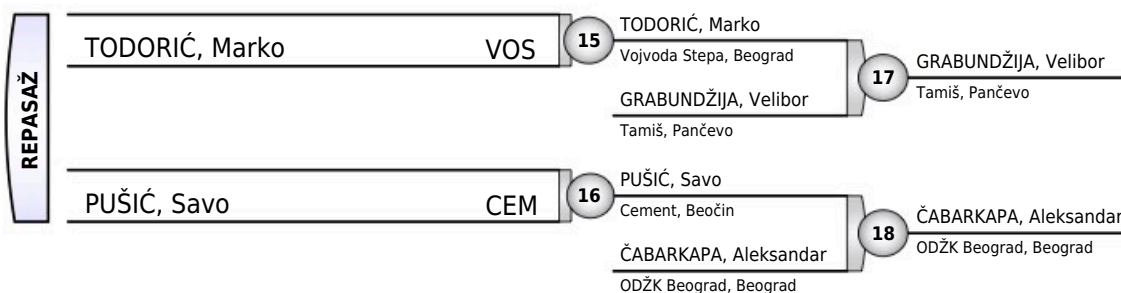 REPASAŽ
TODORIĆ, Marko VOS
15
TODORIĆ, Marko
Vojvoda Stepa, Beograd
GRABUNDŽIJA, Velibor
Tamiš, Pančevo
17
GRABUNDŽIJA, Velibor
Tamiš, Pančevo
PUŠIĆ, Savo CEM
16
PUŠIĆ, Savo
Cement, Beočin
ČABARKAPA, Aleksandar
ODŽK Beograd, Beograd
18
ČABARKAPA, Aleksandar
ODŽK Beograd, Beograd